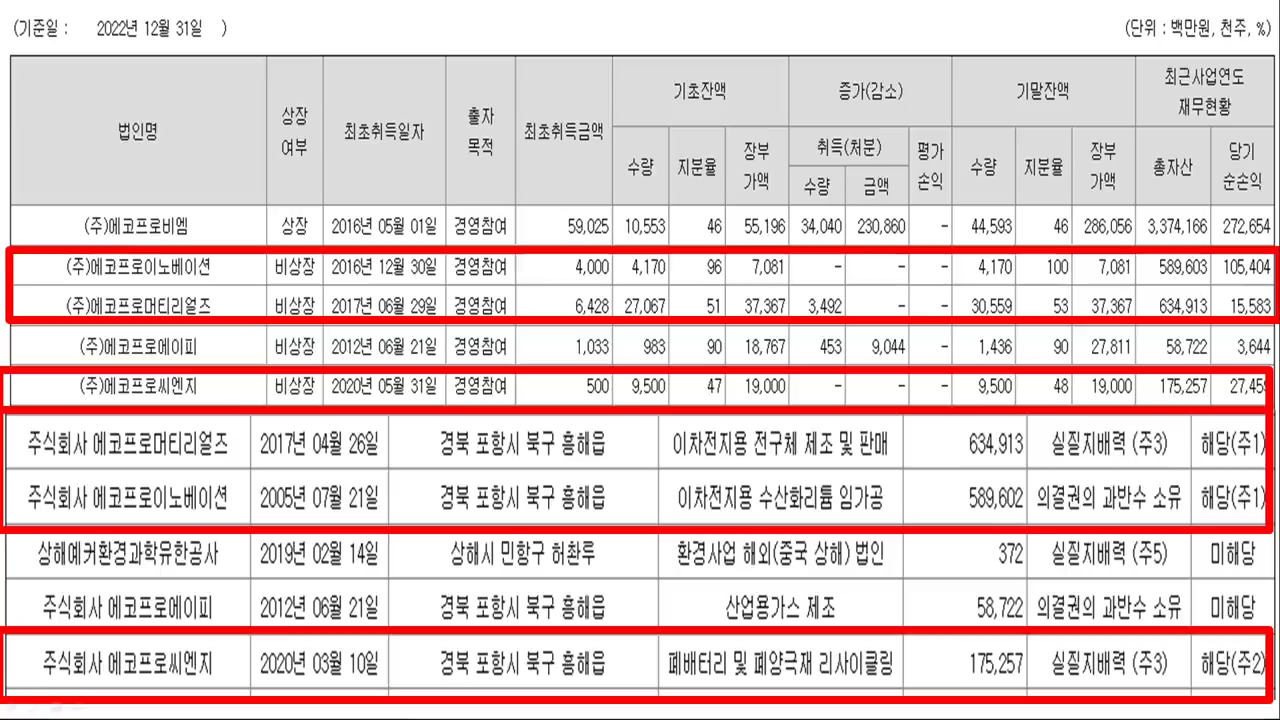 (기준일 : 2022년 12월 31일 ) (단위 : 백만원, 천주, %)
법인명 상장 여부 최초취득일자 출자 목적 최초취득금액 기초잔액 증가(감소) 기말잔액 최근사업연도 재무현황
수량 지분율 장부 가액 취득(처분) 평가 손익 수량 지분율 장부 가액 총자산 당기 순손익
수량 금액
(주)에코프로비엠 상장 2016년 05월 01일 경영참여 59,025 10,553 46 55,196 34,040 230,860 - 44,593 46 286,056 3,374,166 272,654
(주)에코프로이노베이션 비상장 2016년 12월 30일 경영참여 4,000 4,170 96 7,081 - - - 4,170 100 7,081 589,603 105,404
(주)에코프로머티리얼즈 비상장 2017년 06월 29일 경영참여 6,428 27,067 51 37,367 3,492 - - 30,559 53 37,367 634,913 15,583
(주)에코프로에이피 비상장 2012년 06월 21일 경영참여 1,033 983 90 18,767 453 9,044 - 1,436 90 27,811 58,722 3,644
(주)에코프로씨엔지 비상장 2020년 05월 31일 경영참여 500 9,500 47 19,000 - - - 9,500 48 19,000 175,257 27,459
주식회사 에코프로머티리얼즈 2017년 04월 26일 경북 포항시 북구 흥해읍 이차전지용 전구체 제조 및 판매 634,913 실질지배력 (주3) 해당(주1)
주식회사 에코프로이노베이션 2005년 07월 21일 경북 포항시 북구 흥해읍 이차전지용 수산화리튬 임가공 589,602 의결권의 과반수 소유 해당(주1)
상해예커환경과학유한공사 2019년 02월 14일 상해시 민항구 허촨루 환경사업 해외(중국 상해) 법인 372 실질지배력 (주5) 미해당
주식회사 에코프로에이피 2012년 06월 21일 경북 포항시 북구 흥해읍 산업용가스 제조 58,722 의결권의 과반수 소유 미해당
주식회사 에코프로씨엔지 2020년 03월 10일 경북 포항시 북구 흥해읍 폐배터리 및 폐양극재 리사이클링 175,257 실질지배력 (주3) 해당(주2)